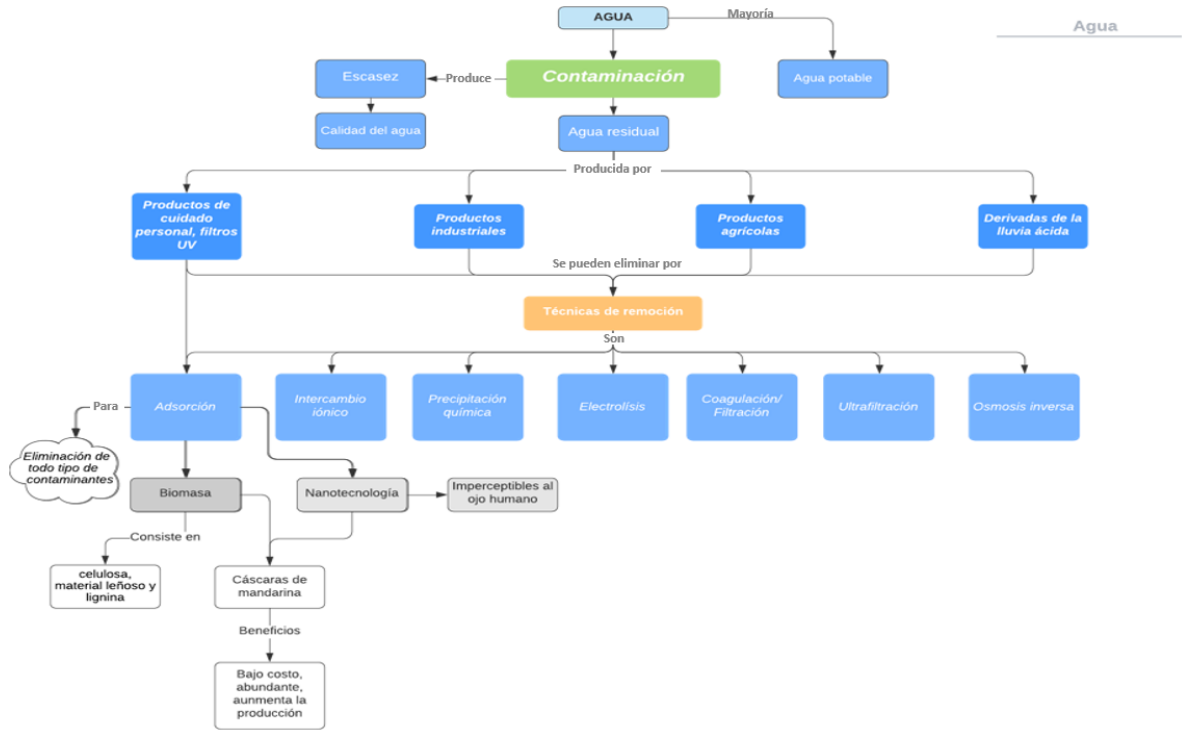 AGUA
Mayoría
Agua
Escasez
Produce
Contaminación
Agua potable
Calidad del agua
Agua residual
Producida por
Productos de
cuidado
personal, filtros
UV
Productos
industriales
Productos
agrícolas
Derivadas de la
lluvia ácida
Se pueden eliminar por
Técnicas de remoción
Son
Adsorción
Intercambio
iónico
Precipitación
química
Electrolísis
Coagulación/
Filtración
Ultrafiltración
Osmosis inversa
Para
Eliminación de
todo tipo de
contaminantes
Biomasa
Nanotecnología
Imperceptibles al
ojo humano
Consiste en
celulosa,
material leñoso y
lignina
Cáscaras de
mandarina
Beneficios
Bajo costo,
abundante,
aunmenta la
producción